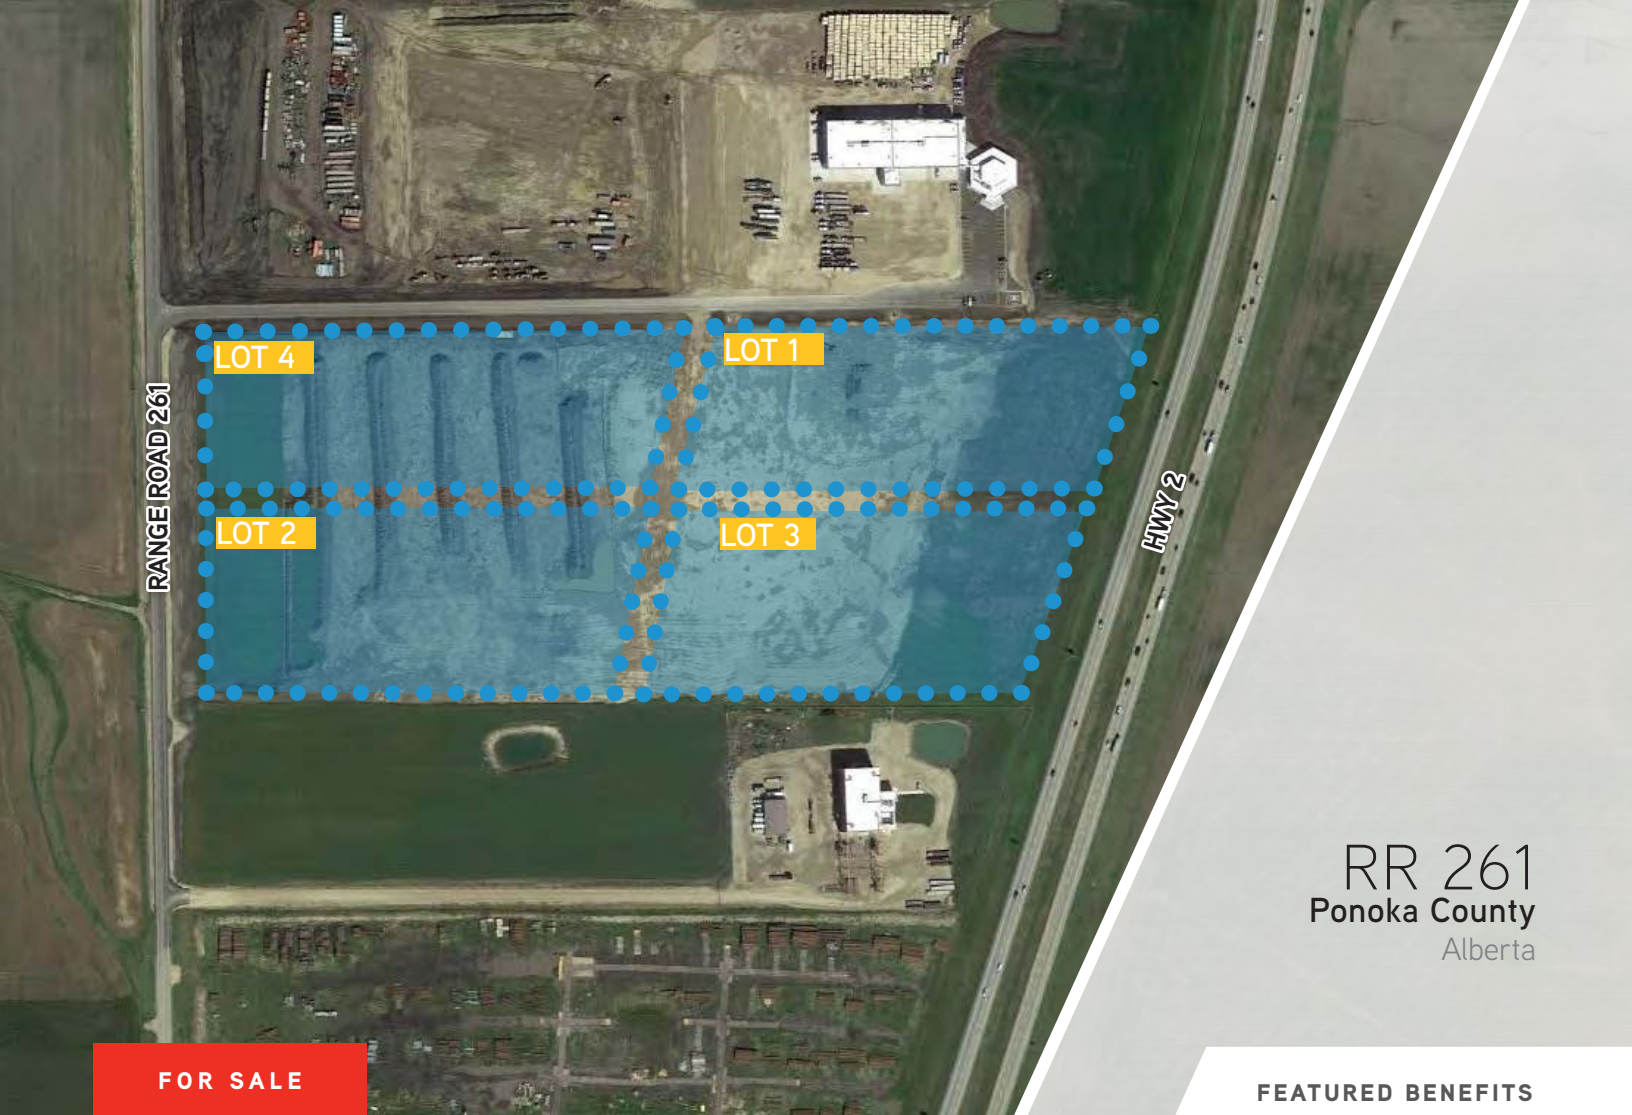 LOT 4
LOT 1
RANGE ROAD 261
HWY 2
LOT 2
LOT 3
RR 261
Ponoka County
Alberta
FOR SALE
FEATURED BENEFITS